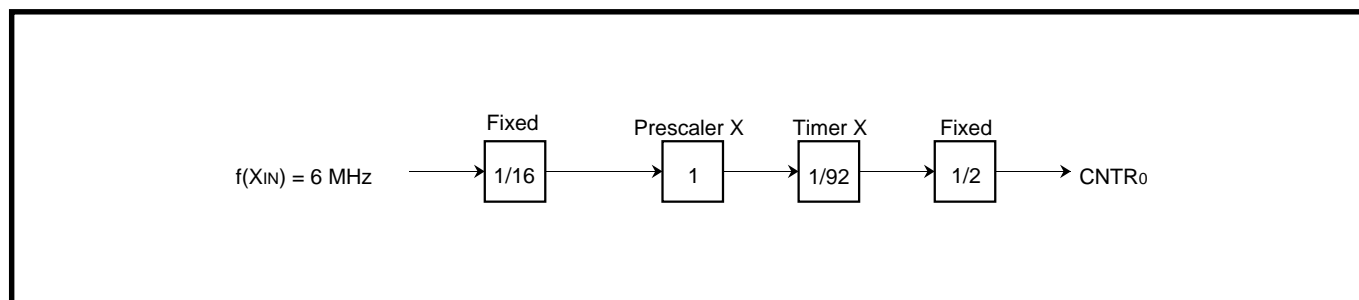 Fixed
Prescaler X
Timer X
Fixed
f(XIN) = 6 MHz
1/16
1
1/92
1/2
CNTR0